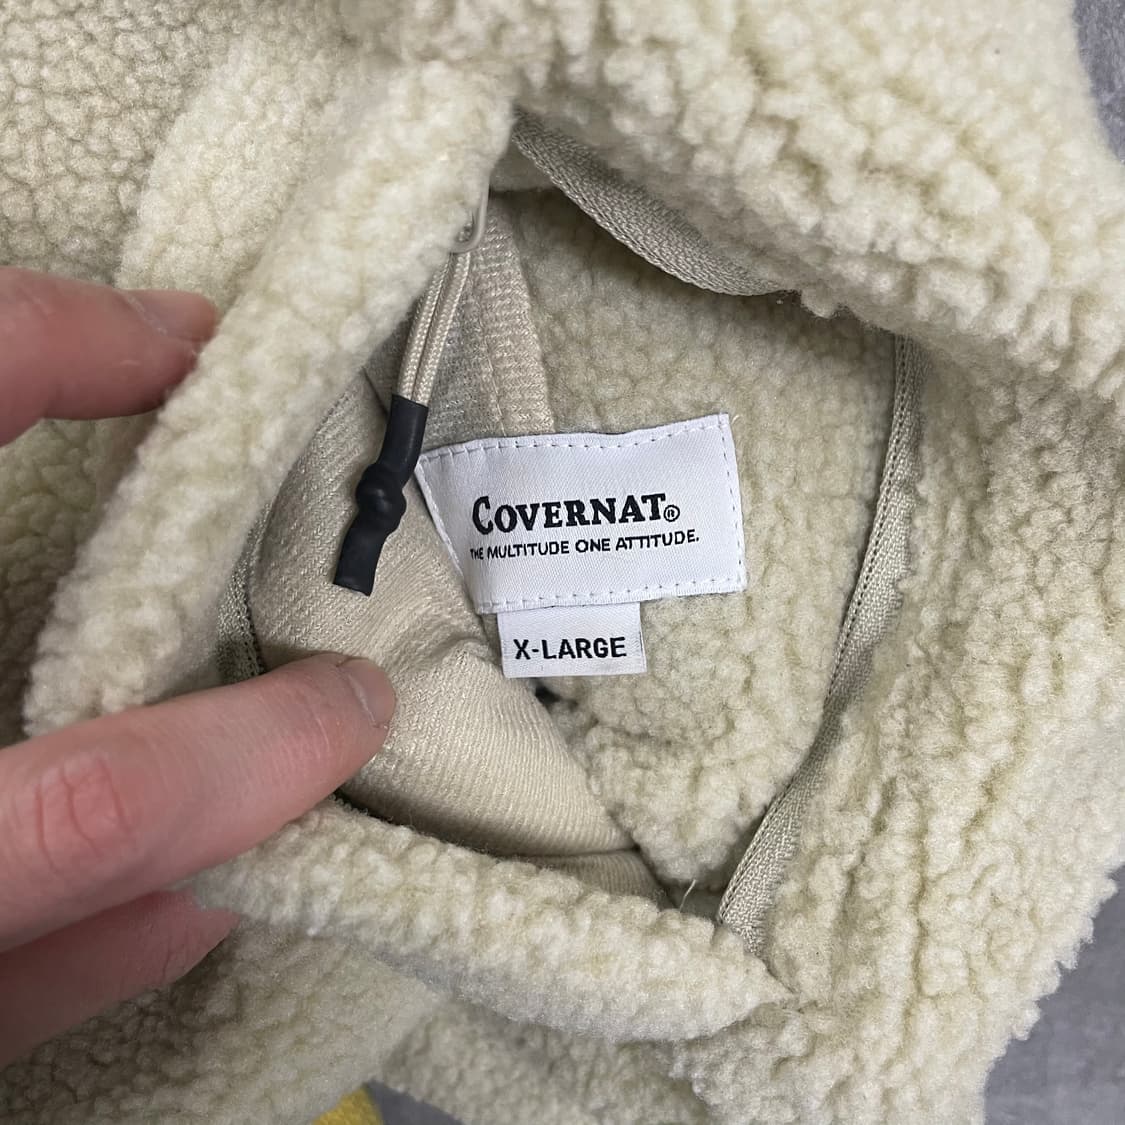 COVERNAT®
THE MULTITUDE ONE ATTITUDE.
X-LARGE